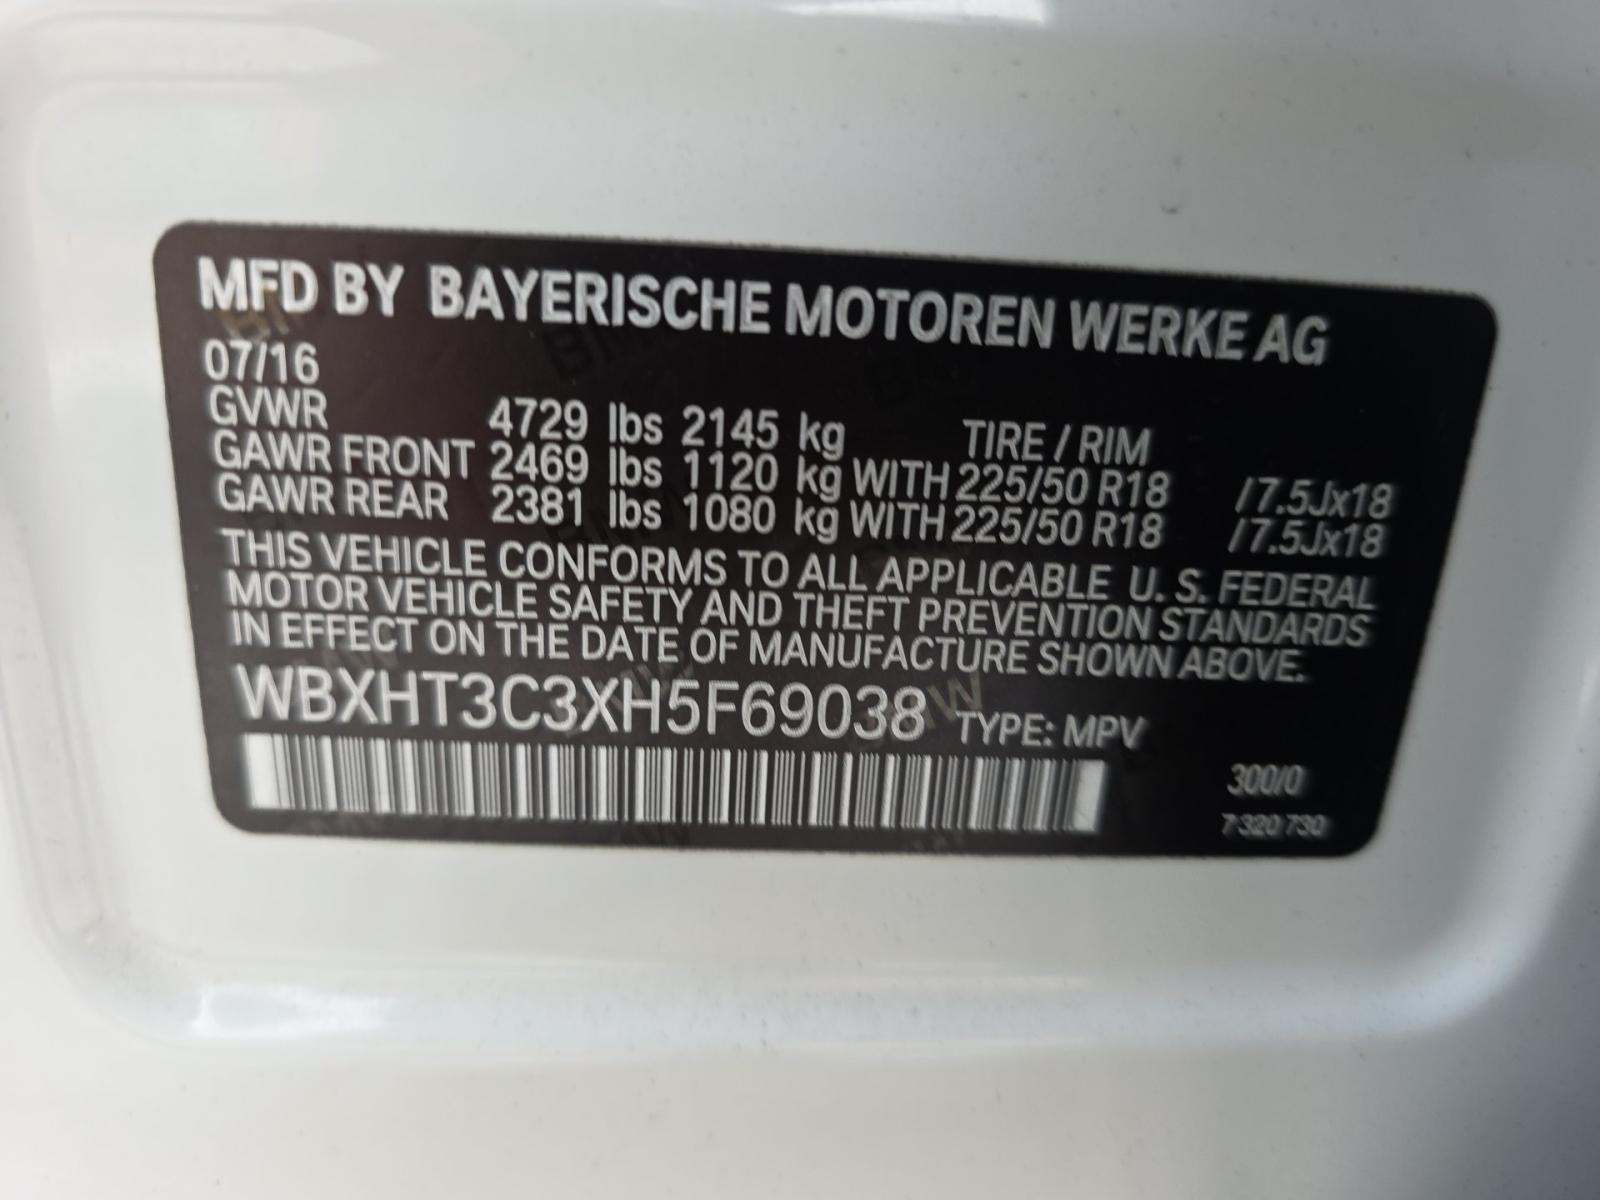 MFD BY BAYERISCHE MOTOREN WERKE AG
07/16
GVWR 4729 lbs 2145 kg TIRE / RIM
GAWR FRONT 2469 lbs 1120 kg WITH 225/50 R18 /7.5Jx18
GAWR REAR 2381 lbs 1080 kg WITH 225/50 R18 /7.5Jx18
THIS VEHICLE CONFORMS TO ALL APPLICABLE U. S. FEDERAL
MOTOR VEHICLE SAFETY AND THEFT PREVENTION STANDARDS
IN EFFECT ON THE DATE OF MANUFACTURE SHOWN ABOVE.
WBXHT3C3XH5F69038 TYPE: MPV
300/0
7 320 730